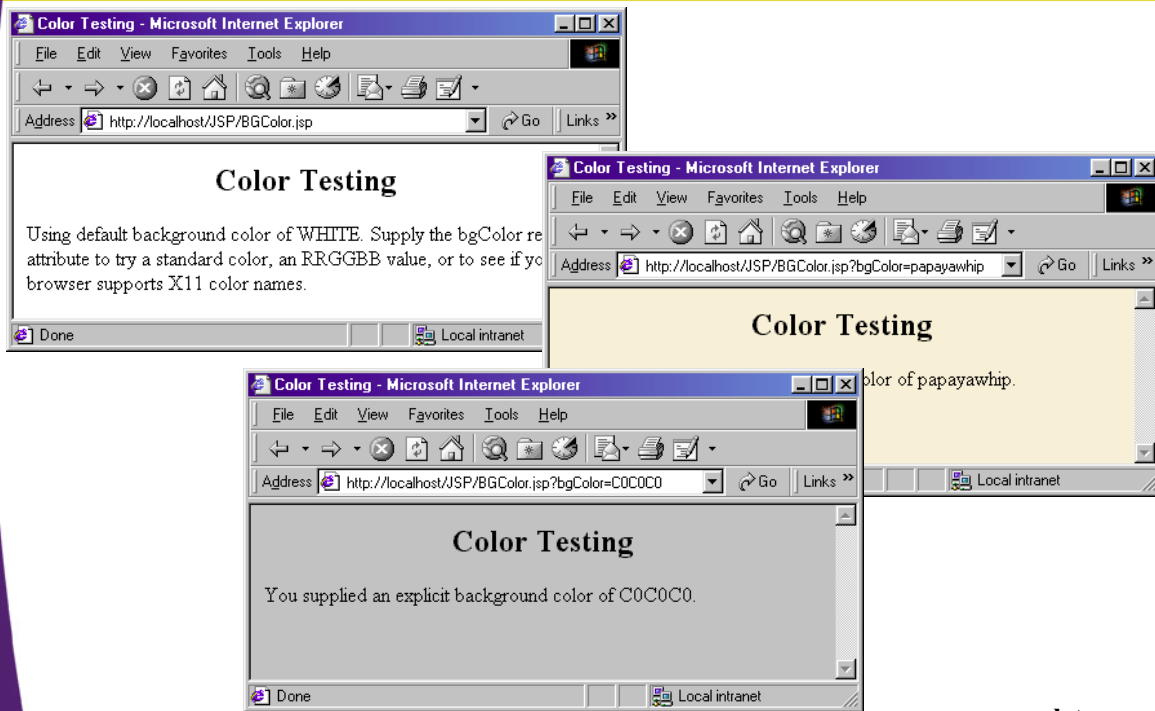 Color Testing - Microsoft Internet Explorer
File Edit View Favorites Tools Help
Address http://localhost/JSP/BGColor.jsp Go Links »
Color Testing
Using default background color of WHITE. Supply the bgColor
attribute to try a standard color, an RRGGBB value, or to see if
browser supports X11 color names.
Done Local intranet
Color Testing - Microsoft Internet Explorer
File Edit View Favorites Tools Help
Address http://localhost/JSP/BGColor.jsp?bgColor=papayawhip Go Links »
Color Testing
of papayawhip.
Local intranet
Color Testing - Microsoft Internet Explorer
File Edit View Favorites Tools Help
Address http://localhost/JSP/BGColor.jsp?bgColor=C0C0C0 Go Links »
Color Testing
You supplied an explicit background color of C0C0C0.
Done Local intranet